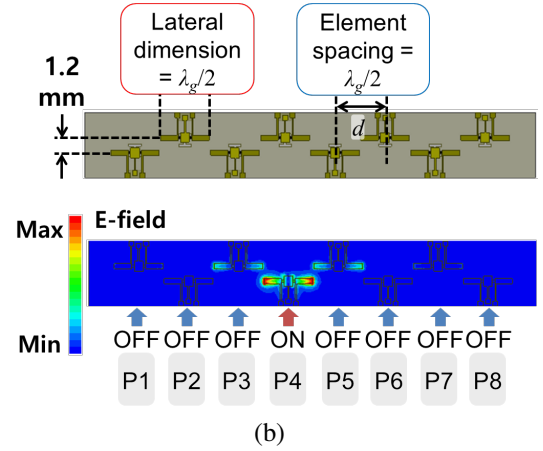 Lateral
dimension
= λg/2
Element
spacing =
λg/2
1.2
mm
d
Max
E-field
Min
OFF OFF OFF ON OFF OFF OFF OFF
P1 P2 P3 P4 P5 P6 P7 P8
(b)